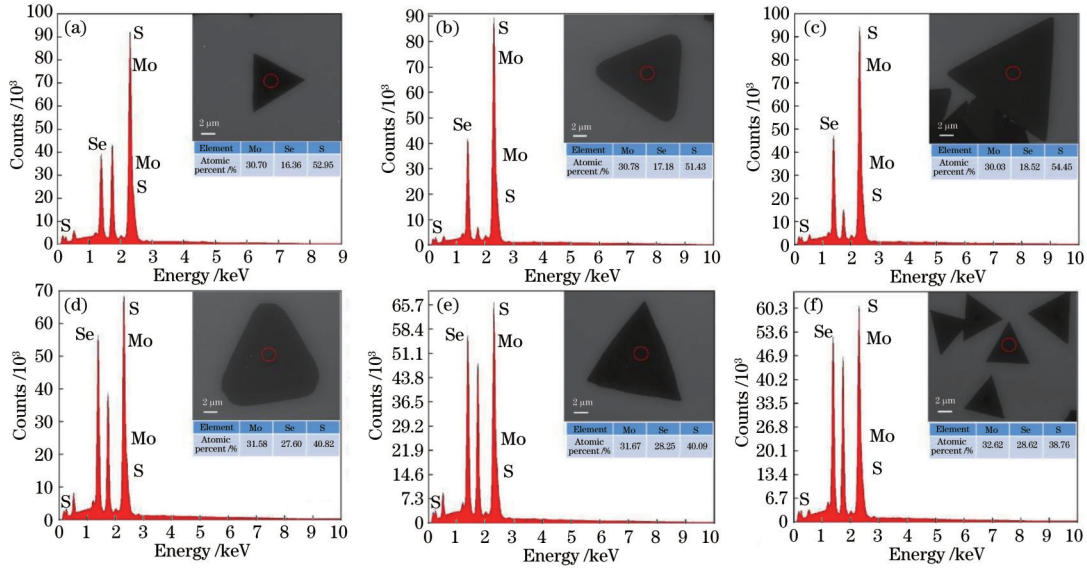 (a)
100
90
80
70
60
50
40
30
20
10
0
Counts /10³
S
Mo
Se
Mo
S
S
2 μm
Element Mo Se S
Atomic percent /% 30.70 16.36 52.95
0 1 2 3 4 5 6 7 8 9
Energy /keV
(b)
90
80
70
60
50
40
30
20
10
0
Counts /10³
S
Mo
Se
Mo
S
S
2 μm
Element Mo Se S
Atomic percent /% 30.78 17.18 51.43
0 1 2 3 4 5 6 7 8 9 10
Energy /keV
(c)
100
90
80
70
60
50
40
30
20
10
0
Counts /10³
S
Mo
Se
Mo
S
S
2 μm
Element Mo Se S
Atomic percent /% 30.03 18.52 54.45
0 1 2 3 4 5 6 7 8 9 10
Energy /keV
(d)
70
60
50
40
30
20
10
0
Counts /10³
S
Se
Mo
Mo
S
S
2 μm
Element Mo Se S
Atomic percent /% 31.58 27.60 40.82
0 1 2 3 4 5 6 7 8 9 10
Energy /keV
(e)
65.7
58.4
51.1
43.8
36.5
29.2
21.9
14.6
7.3
0
Counts /10³
S
Se
Mo
Mo
S
S
2 μm
Element Mo Se S
Atomic percent /% 31.67 28.25 40.09
0 1 2 3 4 5 6 7 8 9 10
Energy /keV
(f)
60.3
53.6
46.9
40.2
33.5
26.8
20.1
13.4
6.7
0
Counts /10³
S
Se
Mo
Mo
S
S
2 μm
Element Mo Se S
Atomic percent /% 32.62 28.62 38.76
0 1 2 3 4 5 6 7 8 9 10
Energy /keV